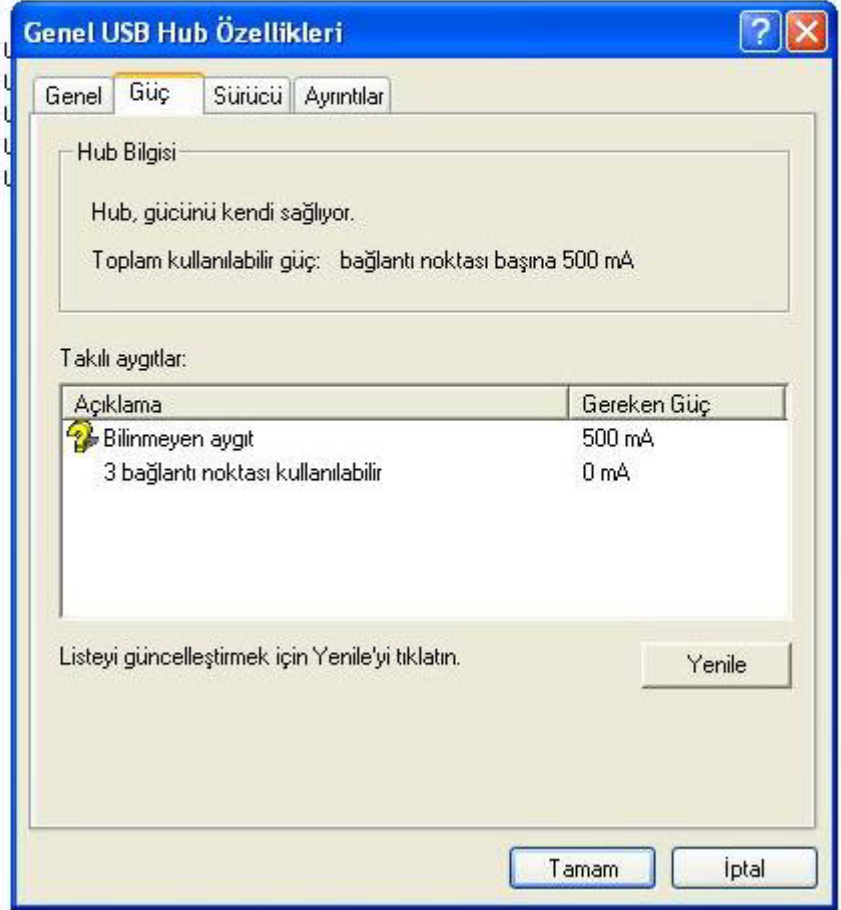 Genel USB Hub Özellikleri
Genel Güç Sürücü Ayrıntılar
Hub Bilgisi
Hub, gücünü kendi sağlıyor.
Toplam kullanılabilir güç: bağlantı noktası başına 500 mA
Takılı aygıtlar:
Açıklama Gereken Güç
Bilinmeyen aygıt 500 mA
3 bağlantı noktası kullanılabilir 0 mA
Listeyi güncelleştirmek için Yenile'yi tıklatın.
Yenile
Tamam İptal